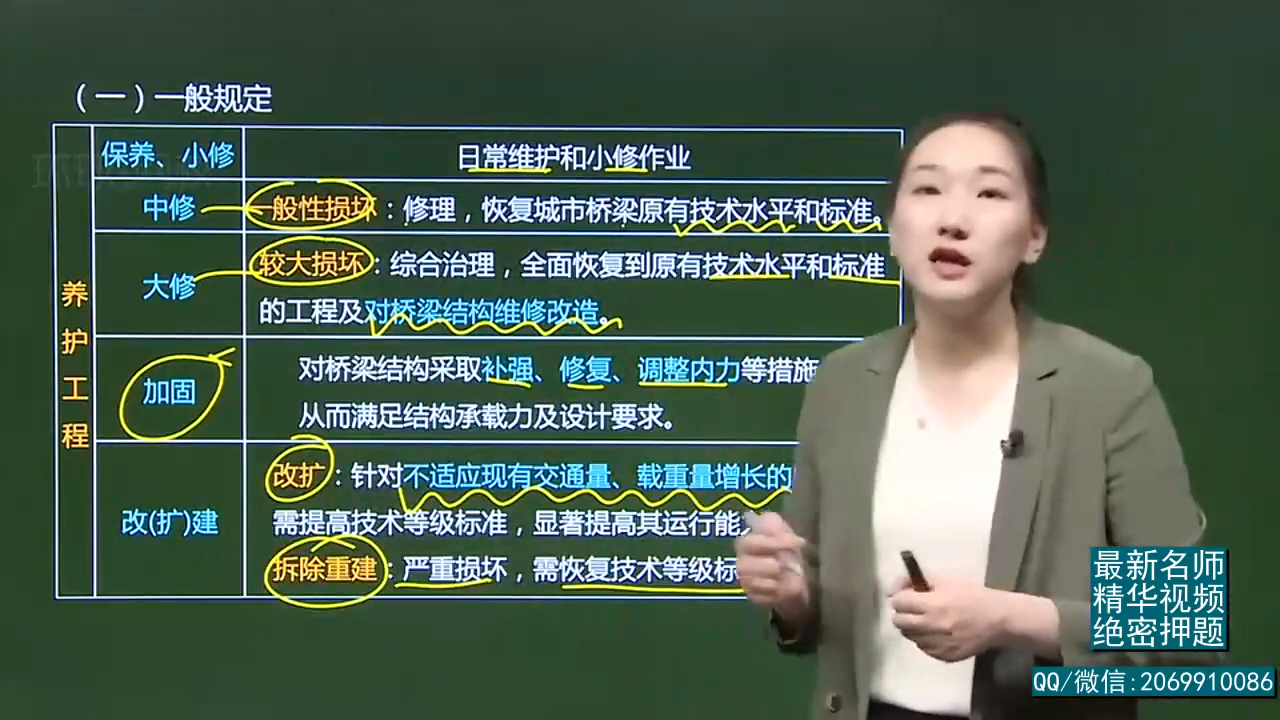 （一）一般规定
养护工程
保养、小修
日常维护和小修作业
中修
一般性损坏：修理，恢复城市桥梁原有技术水平和标准。
大修
较大损坏：综合治理，全面恢复到原有技术水平和标准
的工程及对桥梁结构维修改造。
加固
对桥梁结构采取补强、修复、调整内力等措施
从而满足结构承载力及设计要求。
改(扩)建
改扩：针对不适应现有交通量、载重量增长的
需提高技术等级标准，显著提高其运行能
拆除重建：严重损坏，需恢复技术等级标
最新名师
精华视频
绝密押题
QQ/微信:2069910086